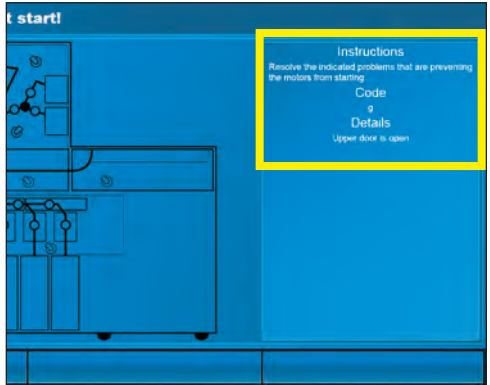 t start!
Instructions
Resolve the indicated problems that are preventing
the motors from starting
Code
g
Details
Upper door is open